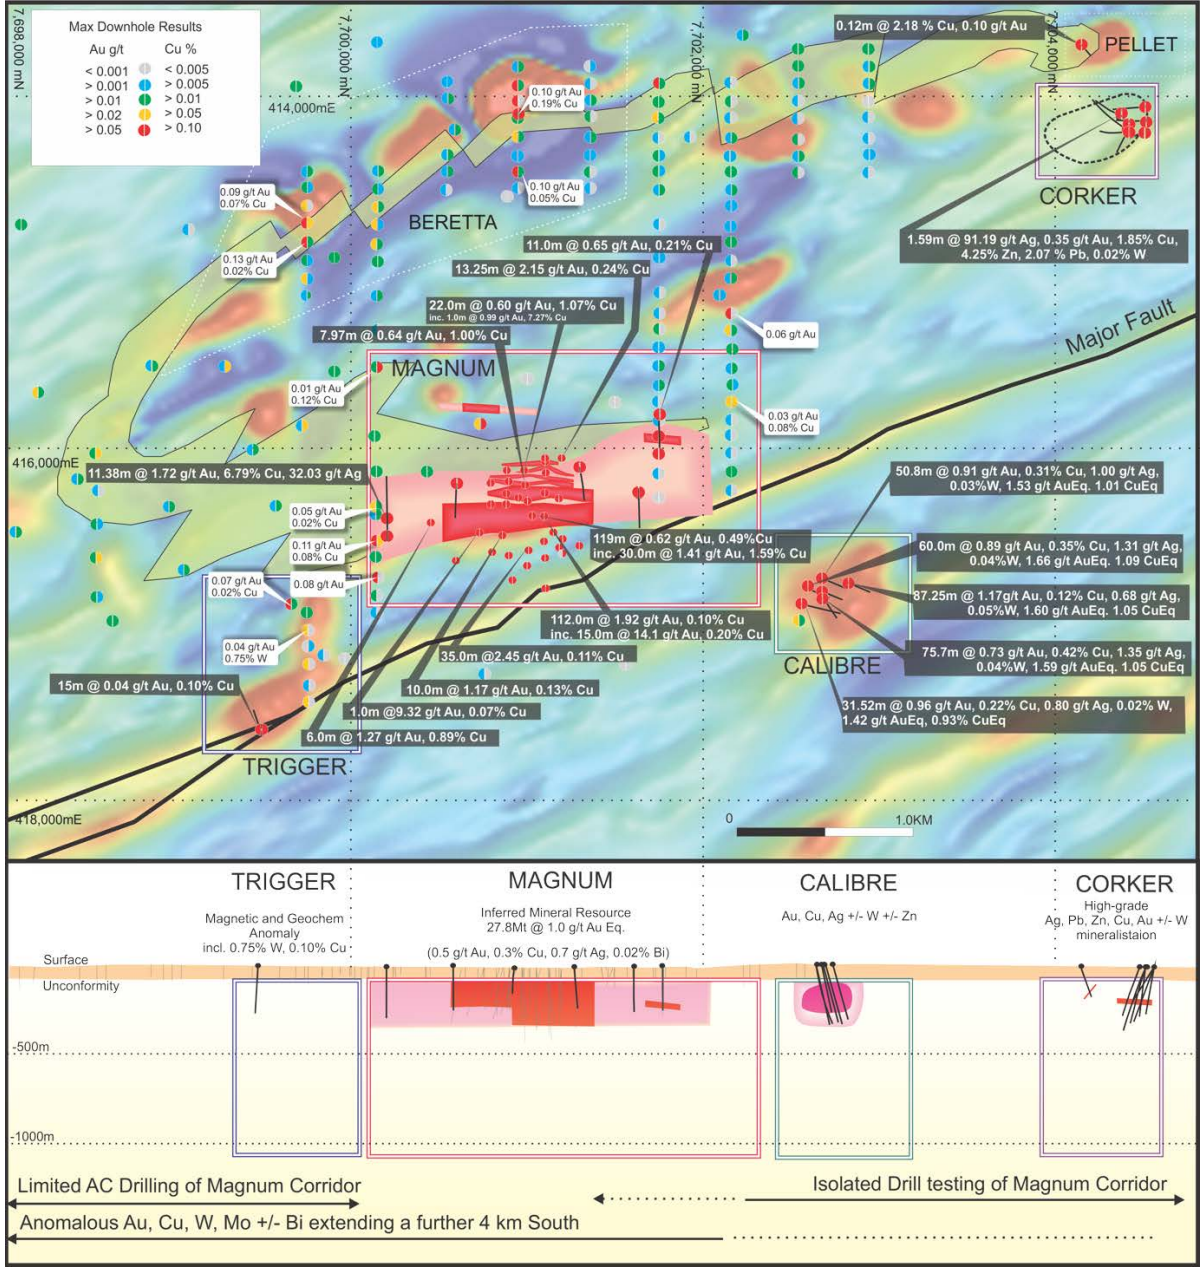 7,698,000 mN
7,700,000 mN
7,702,000 mN
7,704,000 mN
Max Downhole Results
Au g/t Cu %
< 0.001 < 0.005
> 0.001 > 0.005
> 0.01 > 0.01
> 0.02 > 0.05
> 0.05 > 0.10
0.12m @ 2.18 % Cu, 0.10 g/t Au
PELLET
414,000mE
0.10 g/t Au
0.19% Cu
0.10 g/t Au
0.05% Cu
0.09 g/t Au
0.07% Cu
CORKER
BERETTA
1.59m @ 91.19 g/t Ag, 0.35 g/t Au, 1.85% Cu,
4.25% Zn, 2.07 % Pb, 0.02% W
11.0m @ 0.65 g/t Au, 0.21% Cu
0.13 g/t Au
0.02% Cu
13.25m @ 2.15 g/t Au, 0.24% Cu
22.0m @ 0.60 g/t Au, 1.07% Cu
inc. 1.0m @ 0.99 g/t Au, 7.27% Cu
7.97m @ 0.64 g/t Au, 1.00% Cu
0.06 g/t Au
Major Fault
MAGNUM
0.01 g/t Au
0.12% Cu
0.03 g/t Au
0.08% Cu
416,000mE
11.38m @ 1.72 g/t Au, 6.79% Cu, 32.03 g/t Ag
50.8m @ 0.91 g/t Au, 0.31% Cu, 1.00 g/t Ag,
0.03%W, 1.53 g/t AuEq. 1.01 CuEq
0.05 g/t Au
0.02% Cu
0.11 g/t Au
0.08% Cu
119m @ 0.62 g/t Au, 0.49%Cu
inc. 30.0m @ 1.41 g/t Au, 1.59% Cu
60.0m @ 0.89 g/t Au, 0.35% Cu, 1.31 g/t Ag,
0.04%W, 1.66 g/t AuEq. 1.09 CuEq
0.07 g/t Au
0.02% Cu
0.08 g/t Au
87.25m @ 1.17g/t Au, 0.12% Cu, 0.68 g/t Ag,
0.05%W, 1.60 g/t AuEq. 1.05 CuEq
112.0m @ 1.92 g/t Au, 0.10% Cu
inc. 15.0m @ 14.1 g/t Au, 0.20% Cu
0.04 g/t Au
0.75% W
35.0m @2.45 g/t Au, 0.11% Cu
CALIBRE
75.7m @ 0.73 g/t Au, 0.42% Cu, 1.35 g/t Ag,
0.04%W, 1.59 g/t AuEq. 1.05 CuEq
15m @ 0.04 g/t Au, 0.10% Cu
10.0m @ 1.17 g/t Au, 0.13% Cu
1.0m @9.32 g/t Au, 0.07% Cu
31.52m @ 0.96 g/t Au, 0.22% Cu, 0.80 g/t Ag, 0.02% W,
1.42 g/t AuEq, 0.93% CuEq
6.0m @ 1.27 g/t Au, 0.89% Cu
TRIGGER
418,000mE
0 1.0KM
TRIGGER
Magnetic and Geochem
Anomaly
incl. 0.75% W, 0.10% Cu
MAGNUM
Inferred Mineral Resource
27.8Mt @ 1.0 g/t Au Eq.
(0.5 g/t Au, 0.3% Cu, 0.7 g/t Ag, 0.02% Bi)
CALIBRE
Au, Cu, Ag +/- W +/- Zn
CORKER
High-grade
Ag, Pb, Zn, Cu, Au +/- W
mineralistaion
Surface
Unconformity
-500m
-1000m
Limited AC Drilling of Magnum Corridor
Isolated Drill testing of Magnum Corridor
Anomalous Au, Cu, W, Mo +/- Bi extending a further 4 km South